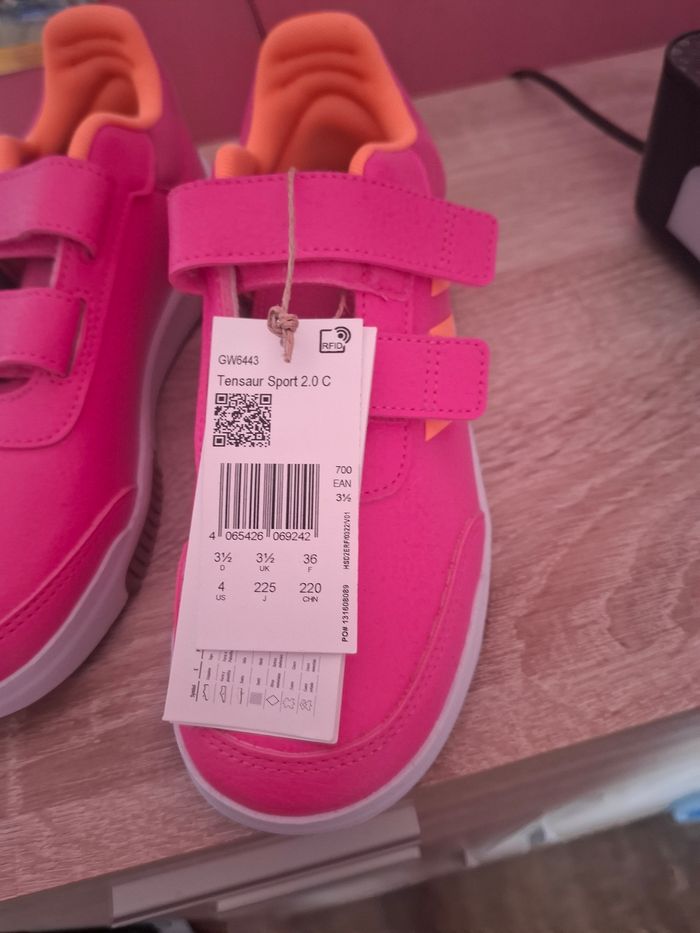 RFID
GW6443
Tensaur Sport 2.0 C
700
EAN
3½
4 065426 069242
3½ 3½ 36
D UK F
4 225 220
US J CHN
PO# 131608089